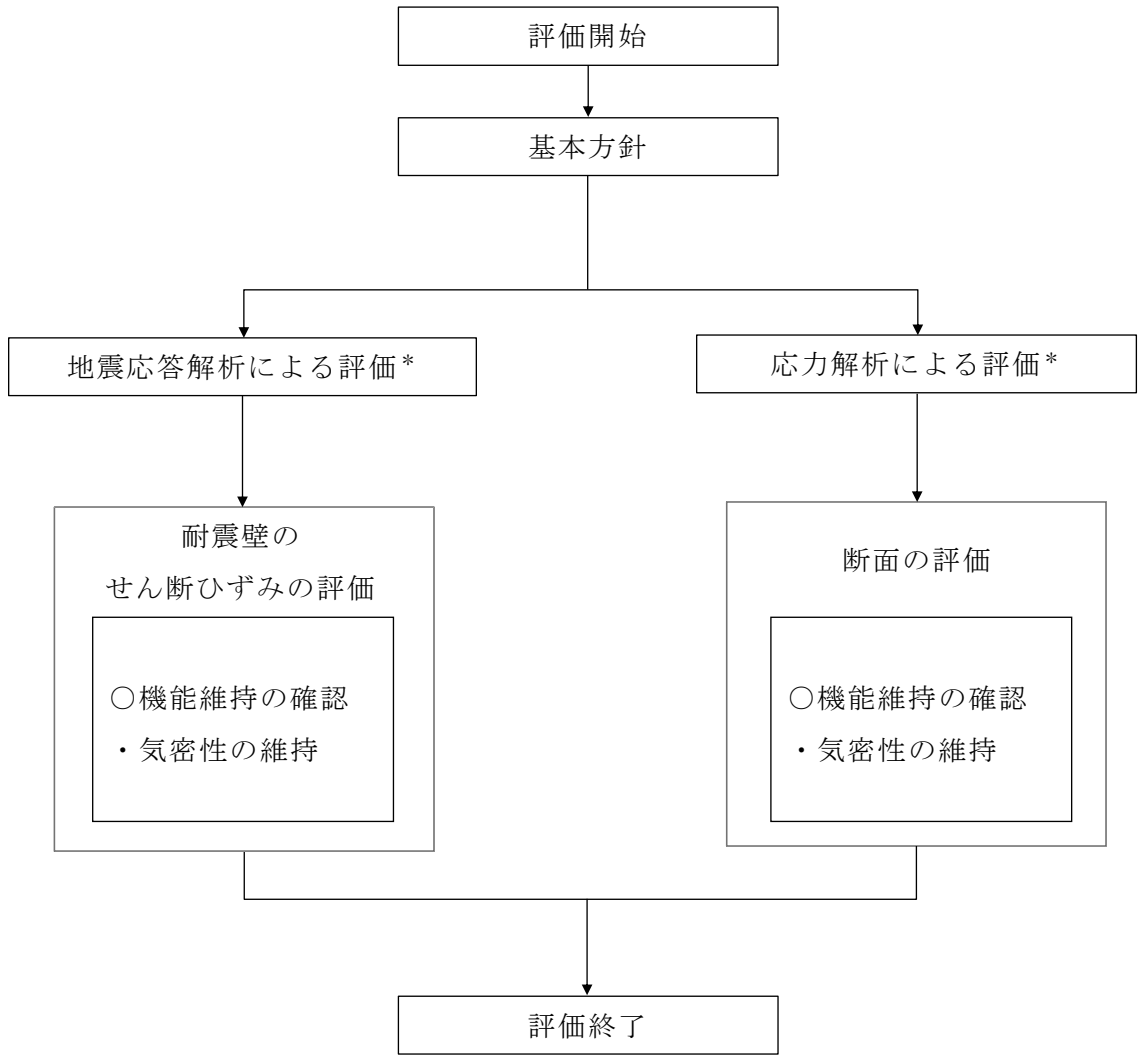 評価開始
基本方針
地震応答解析による評価*
応力解析による評価*
耐震壁の
せん断ひずみの評価
○機能維持の確認
・気密性の維持
断面の評価
○機能維持の確認
・気密性の維持
評価終了